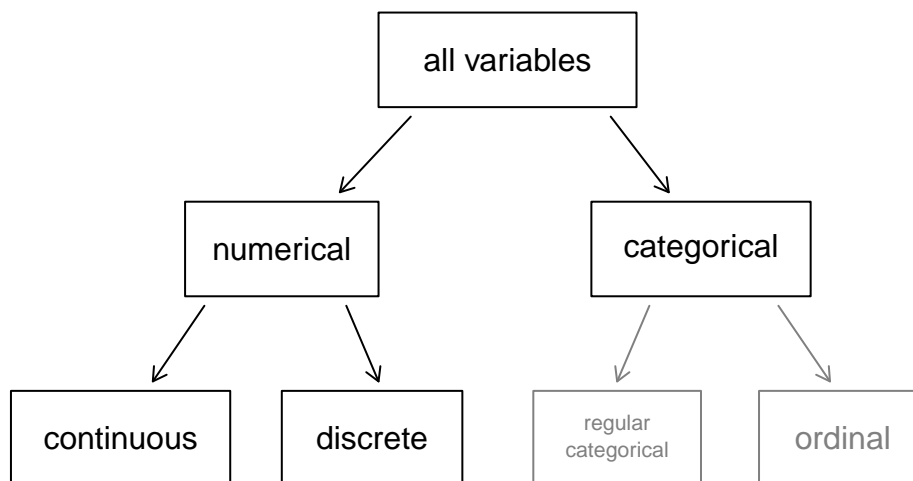 all variables
numerical
categorical
continuous
discrete
regular
categorical
ordinal